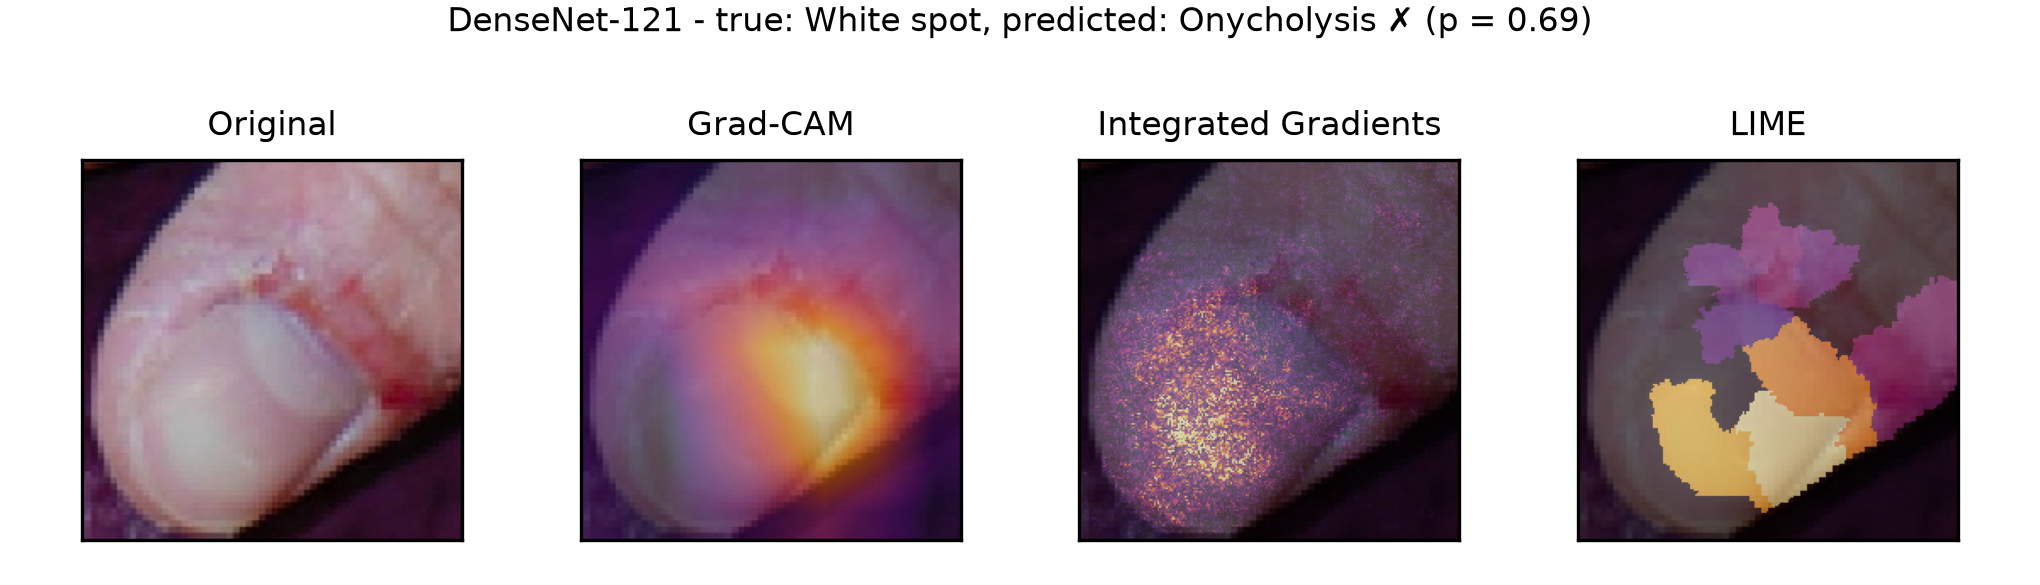 DenseNet-121 - true: White spot, predicted: Onycholysis ✗ (p = 0.69)
Original
Grad-CAM
Integrated Gradients
LIME